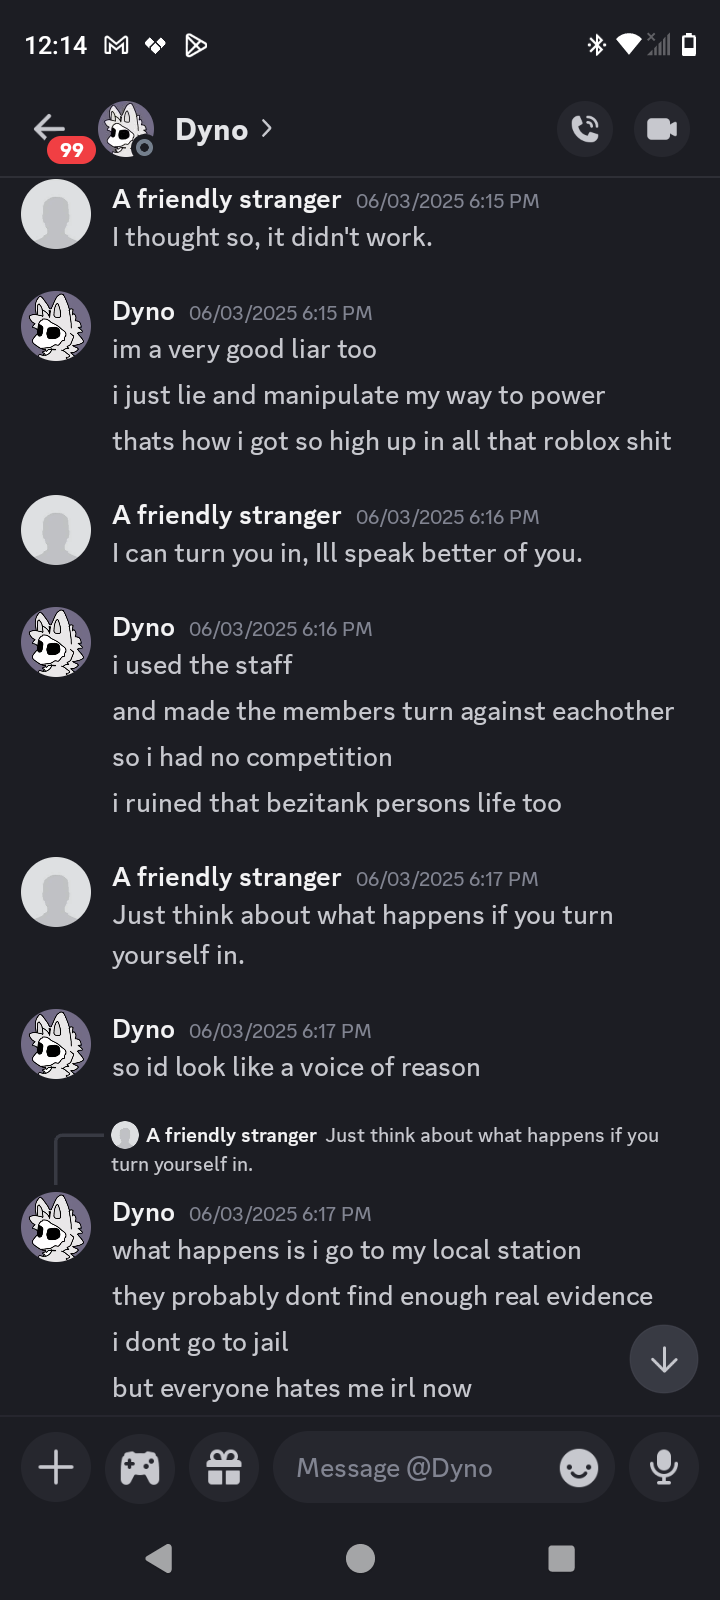 12:14
99
Dyno
A friendly stranger 06/03/2025 6:15 PM
I thought so, it didn't work.
Dyno 06/03/2025 6:15 PM
im a very good liar too
i just lie and manipulate my way to power
thats how i got so high up in all that roblox shit
A friendly stranger 06/03/2025 6:16 PM
I can turn you in, Ill speak better of you.
Dyno 06/03/2025 6:16 PM
i used the staff
and made the members turn against eachother
so i had no competition
i ruined that bezitank persons life too
A friendly stranger 06/03/2025 6:17 PM
Just think about what happens if you turn
yourself in.
Dyno 06/03/2025 6:17 PM
so id look like a voice of reason
A friendly stranger Just think about what happens if you
turn yourself in.
Dyno 06/03/2025 6:17 PM
what happens is i go to my local station
they probably dont find enough real evidence
i dont go to jail
but everyone hates me irl now
Message @Dyno